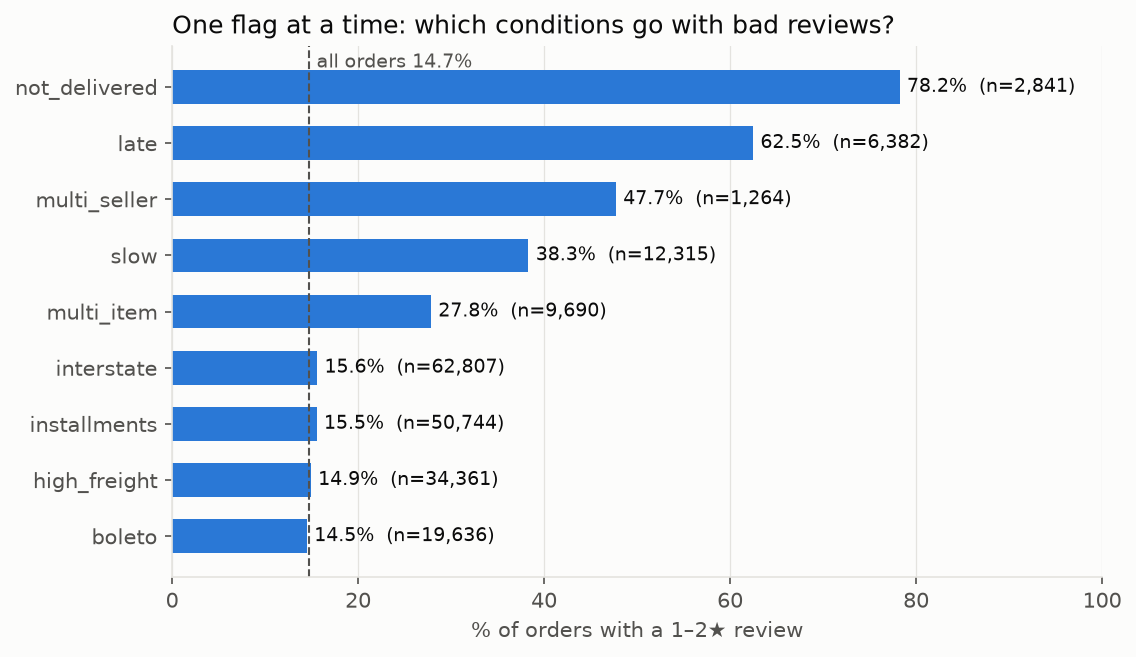 One flag at a time: which conditions go with bad reviews?
all orders 14.7%
not_delivered 78.2% (n=2,841)
late 62.5% (n=6,382)
multi_seller 47.7% (n=1,264)
slow 38.3% (n=12,315)
multi_item 27.8% (n=9,690)
interstate 15.6% (n=62,807)
installments 15.5% (n=50,744)
high_freight 14.9% (n=34,361)
boleto 14.5% (n=19,636)
0 20 40 60 80 100
% of orders with a 1–2★ review